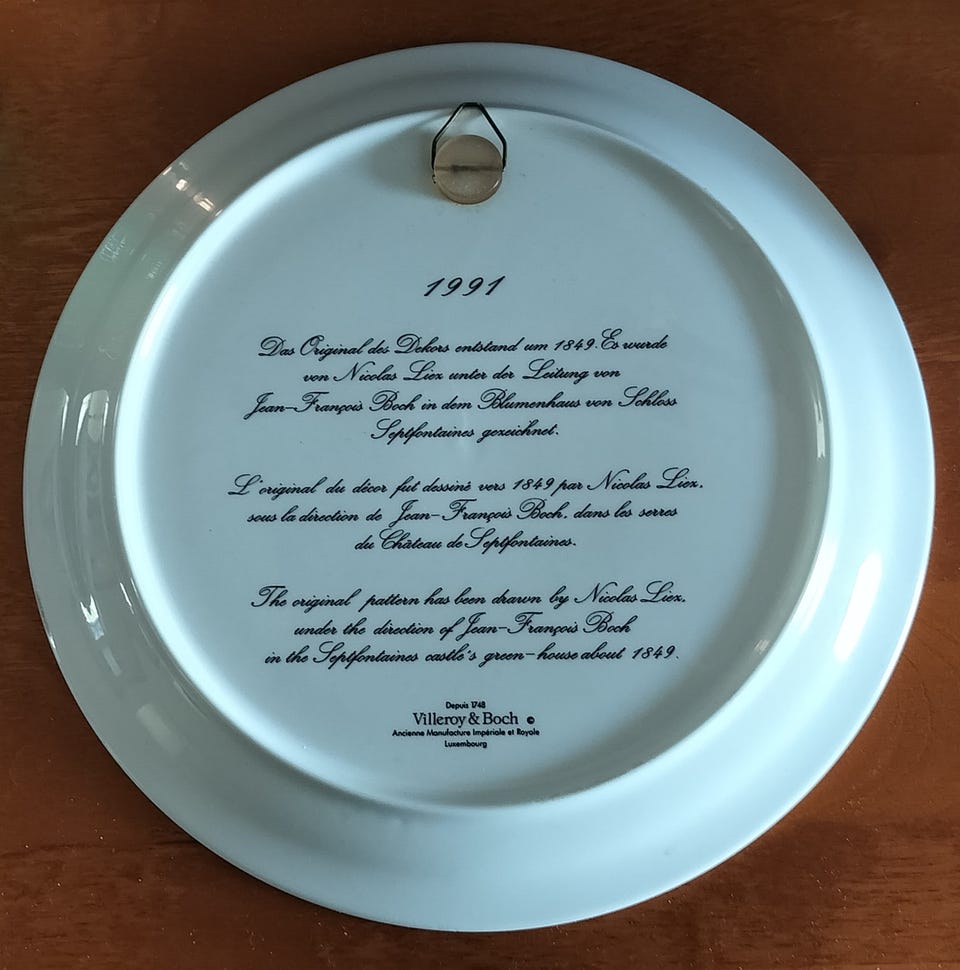 1991
Das Original des Dekors entstand um 1849. Es wurde
von Nicolas Liez unter der Leitung von
Jean-François Boch in dem Blumenhaus von Schloss
Septfontaines gezeichnet.
L'original du décor fut dessiné vers 1849 par Nicolas Liez,
sous la direction de Jean-François Boch, dans les serres
du Château de Septfontaines.
The original pattern has been drawn by Nicolas Liez,
under the direction of Jean-François Boch
in the Septfontaines castle's green-house about 1849.
Depuis 1748
Villeroy & Boch ©
Ancienne Manufacture Impériale et Royale
Luxembourg